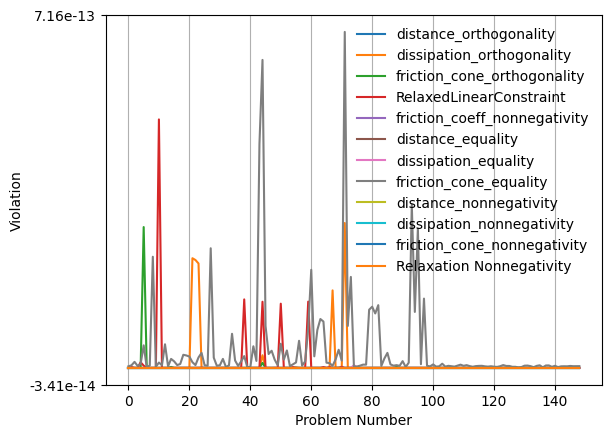 7.16e-13
distance_orthogonality
dissipation_orthogonality
friction_cone_orthogonality
RelaxedLinearConstraint
friction_coeff_nonnegativity
distance_equality
dissipation_equality
friction_cone_equality
distance_nonnegativity
dissipation_nonnegativity
friction_cone_nonnegativity
Relaxation Nonnegativity
Violation
-3.41e-14
0 20 40 60 80 100 120 140
Problem Number